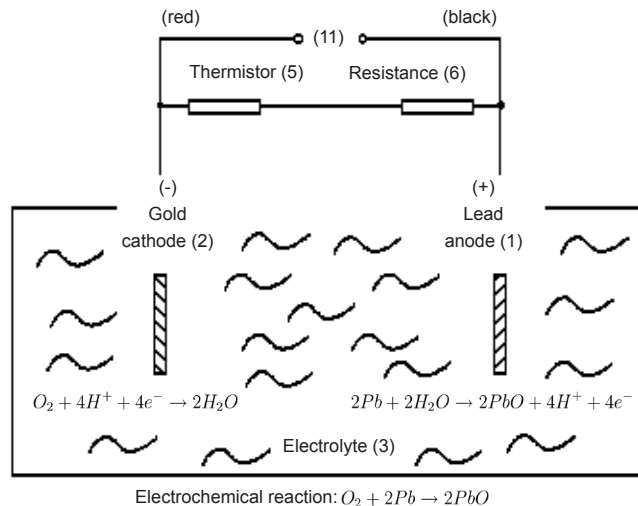 (red) (11) (black)
Thermistor (5) Resistance (6)
(-) (+)
Gold Lead
cathode (2) anode (1)
O₂ + 4H⁺ + 4e⁻ → 2H₂O 2Pb + 2H₂O → 2PbO + 4H⁺ + 4e⁻
Electrolyte (3)
Electrochemical reaction: O₂ + 2Pb → 2PbO